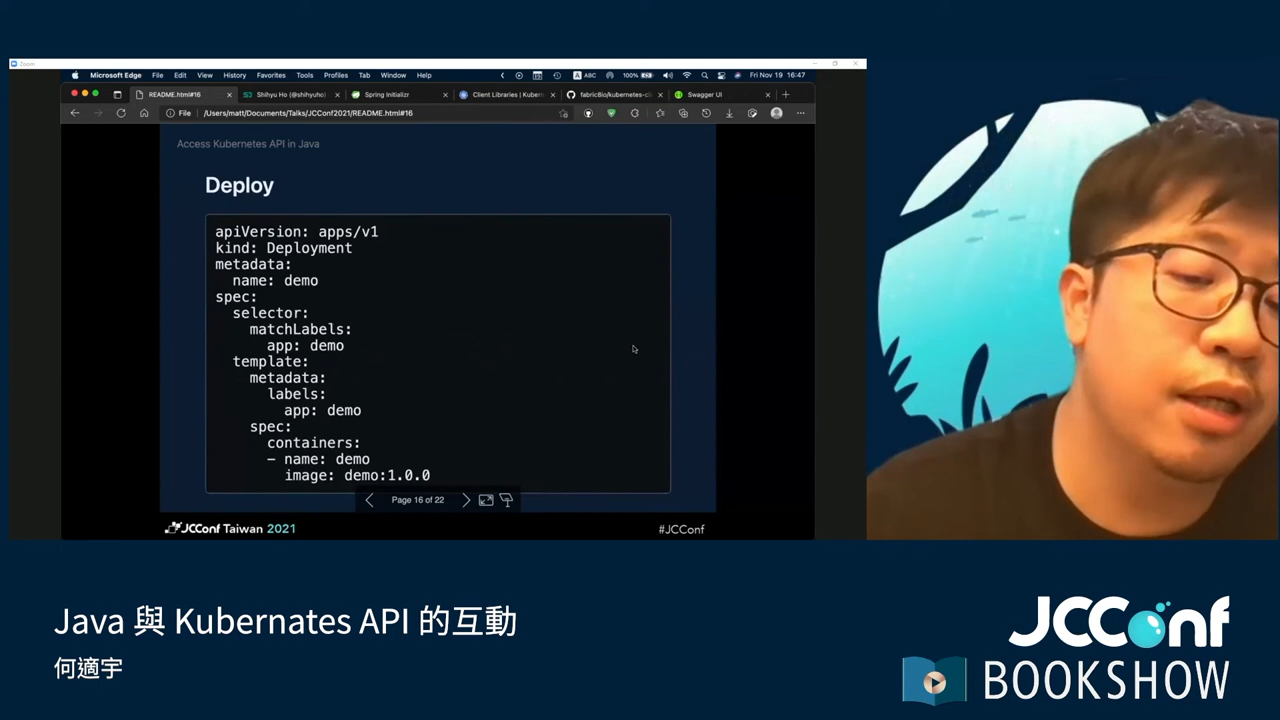 Zoom
Microsoft Edge File Edit View History Favorites Tools Profiles Tab Window Help
ABC 100% Fri Nov 19 16:47
README.html#16
Shihyu Ho (@shihyuho)
Spring Initializr
Client Libraries | Kubern
fabric8io/kubernetes-cl
Swagger UI
File /Users/matt/Documents/Talks/JCConf2021/README.html#16
Access Kubernetes API in Java
Deploy
apiVersion: apps/v1
kind: Deployment
metadata:
  name: demo
spec:
  selector:
    matchLabels:
      app: demo
  template:
    metadata:
      labels:
        app: demo
    spec:
      containers:
      - name: demo
        image: demo:1.0.0
Page 16 of 22
JCConf Taiwan 2021
#JCConf
Java 與 Kubernates API 的互動
何適宇
JCConf
BOOKSHOW